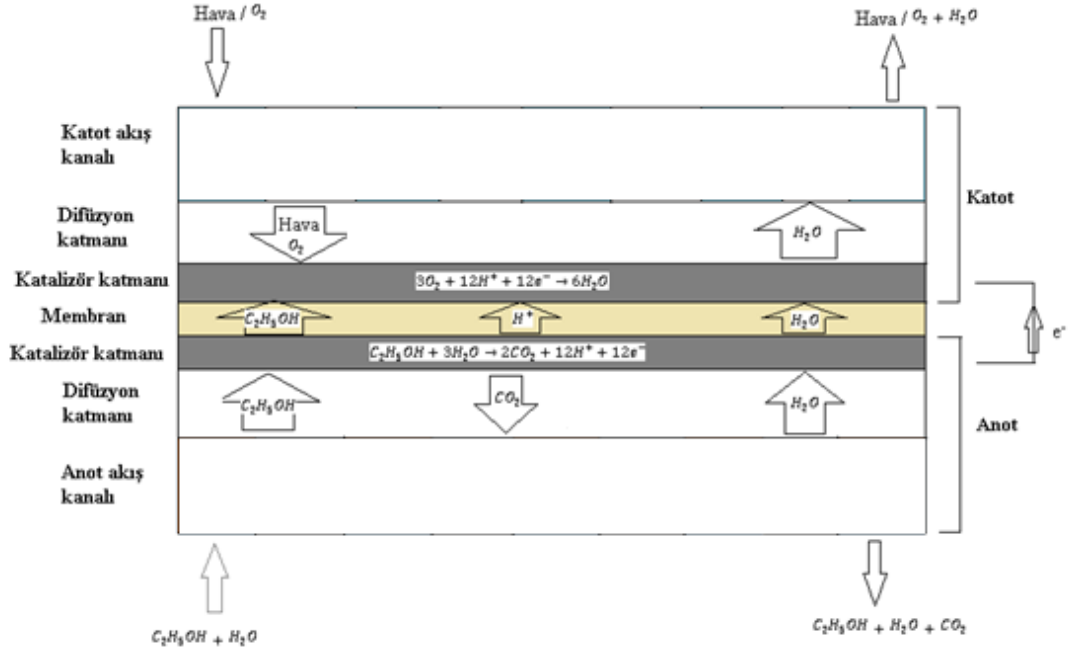 Hava / O₂
Hava / O₂ + H₂O
Katot akış
kanalı
Katot
Difüzyon
katmanı
Hava
O₂
H₂O
Katalizör katmanı
3O₂ + 12H⁺ + 12e⁻ → 6H₂O
Membran
C₂H₅OH
H⁺
H₂O
e⁻
Katalizör katmanı
C₂H₅OH + 3H₂O → 2CO₂ + 12H⁺ + 12e⁻
Difüzyon
katmanı
C₂H₅OH
CO₂
H₂O
Anot
Anot akış
kanalı
C₂H₅OH + H₂O
C₂H₅OH + H₂O + CO₂